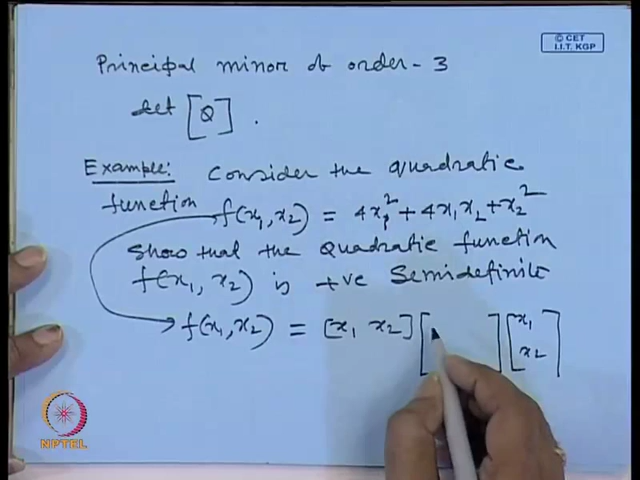 © CET
I.I.T. KGP
Principal minor of order - 3
det [Q].
Example: Consider the quadratic
function f(x₁, x₂) = 4x₁² + 4x₁x₂ + x₂²
Show that the Quadratic function
f(x₁, x₂) is +ve Semidefinite
f(x₁, x₂) = [x₁ x₂] [ ] [x₁
x₂]
NPTEL